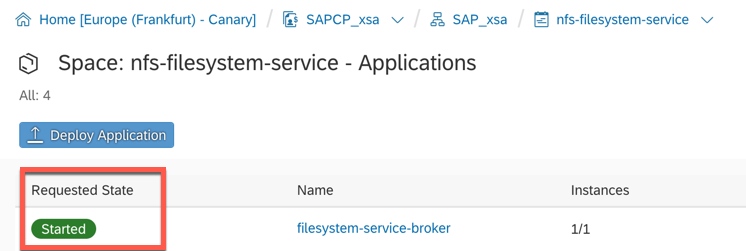 Home [Europe (Frankfurt) - Canary] / SAPCP_xsa / SAP_xsa / nfs-filesystem-service
Space: nfs-filesystem-service - Applications
All: 4
Deploy Application
Requested State Name Instances
Started filesystem-service-broker 1/1